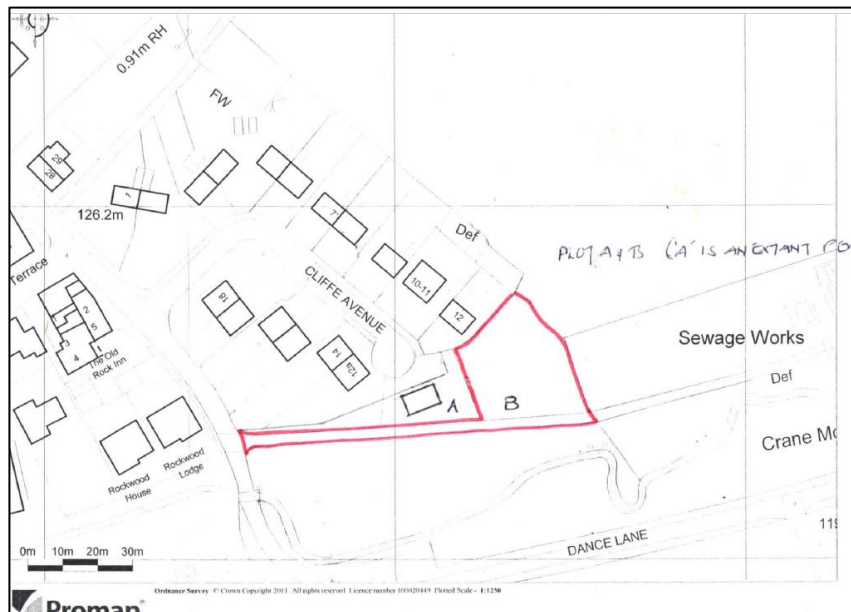 0.91m RH
FW
29
28
1
126.2m
7
Def
PLOT A & B 'A' IS AN EXTANT
Terrace
CLIFFE AVENUE
10-11
18
12
Sewage Works
2
5
3
4
1
The Old
Rock Inn
14
12a
Def
A
B
Crane
Rockwood
House
Rockwood
Lodge
DANCE LANE
0m 10m 20m 30m
Ordnance Survey © Crown Copyright 2011. All rights reserved. Licence number 100020449. Plotted Scale - 1:1250
Promap